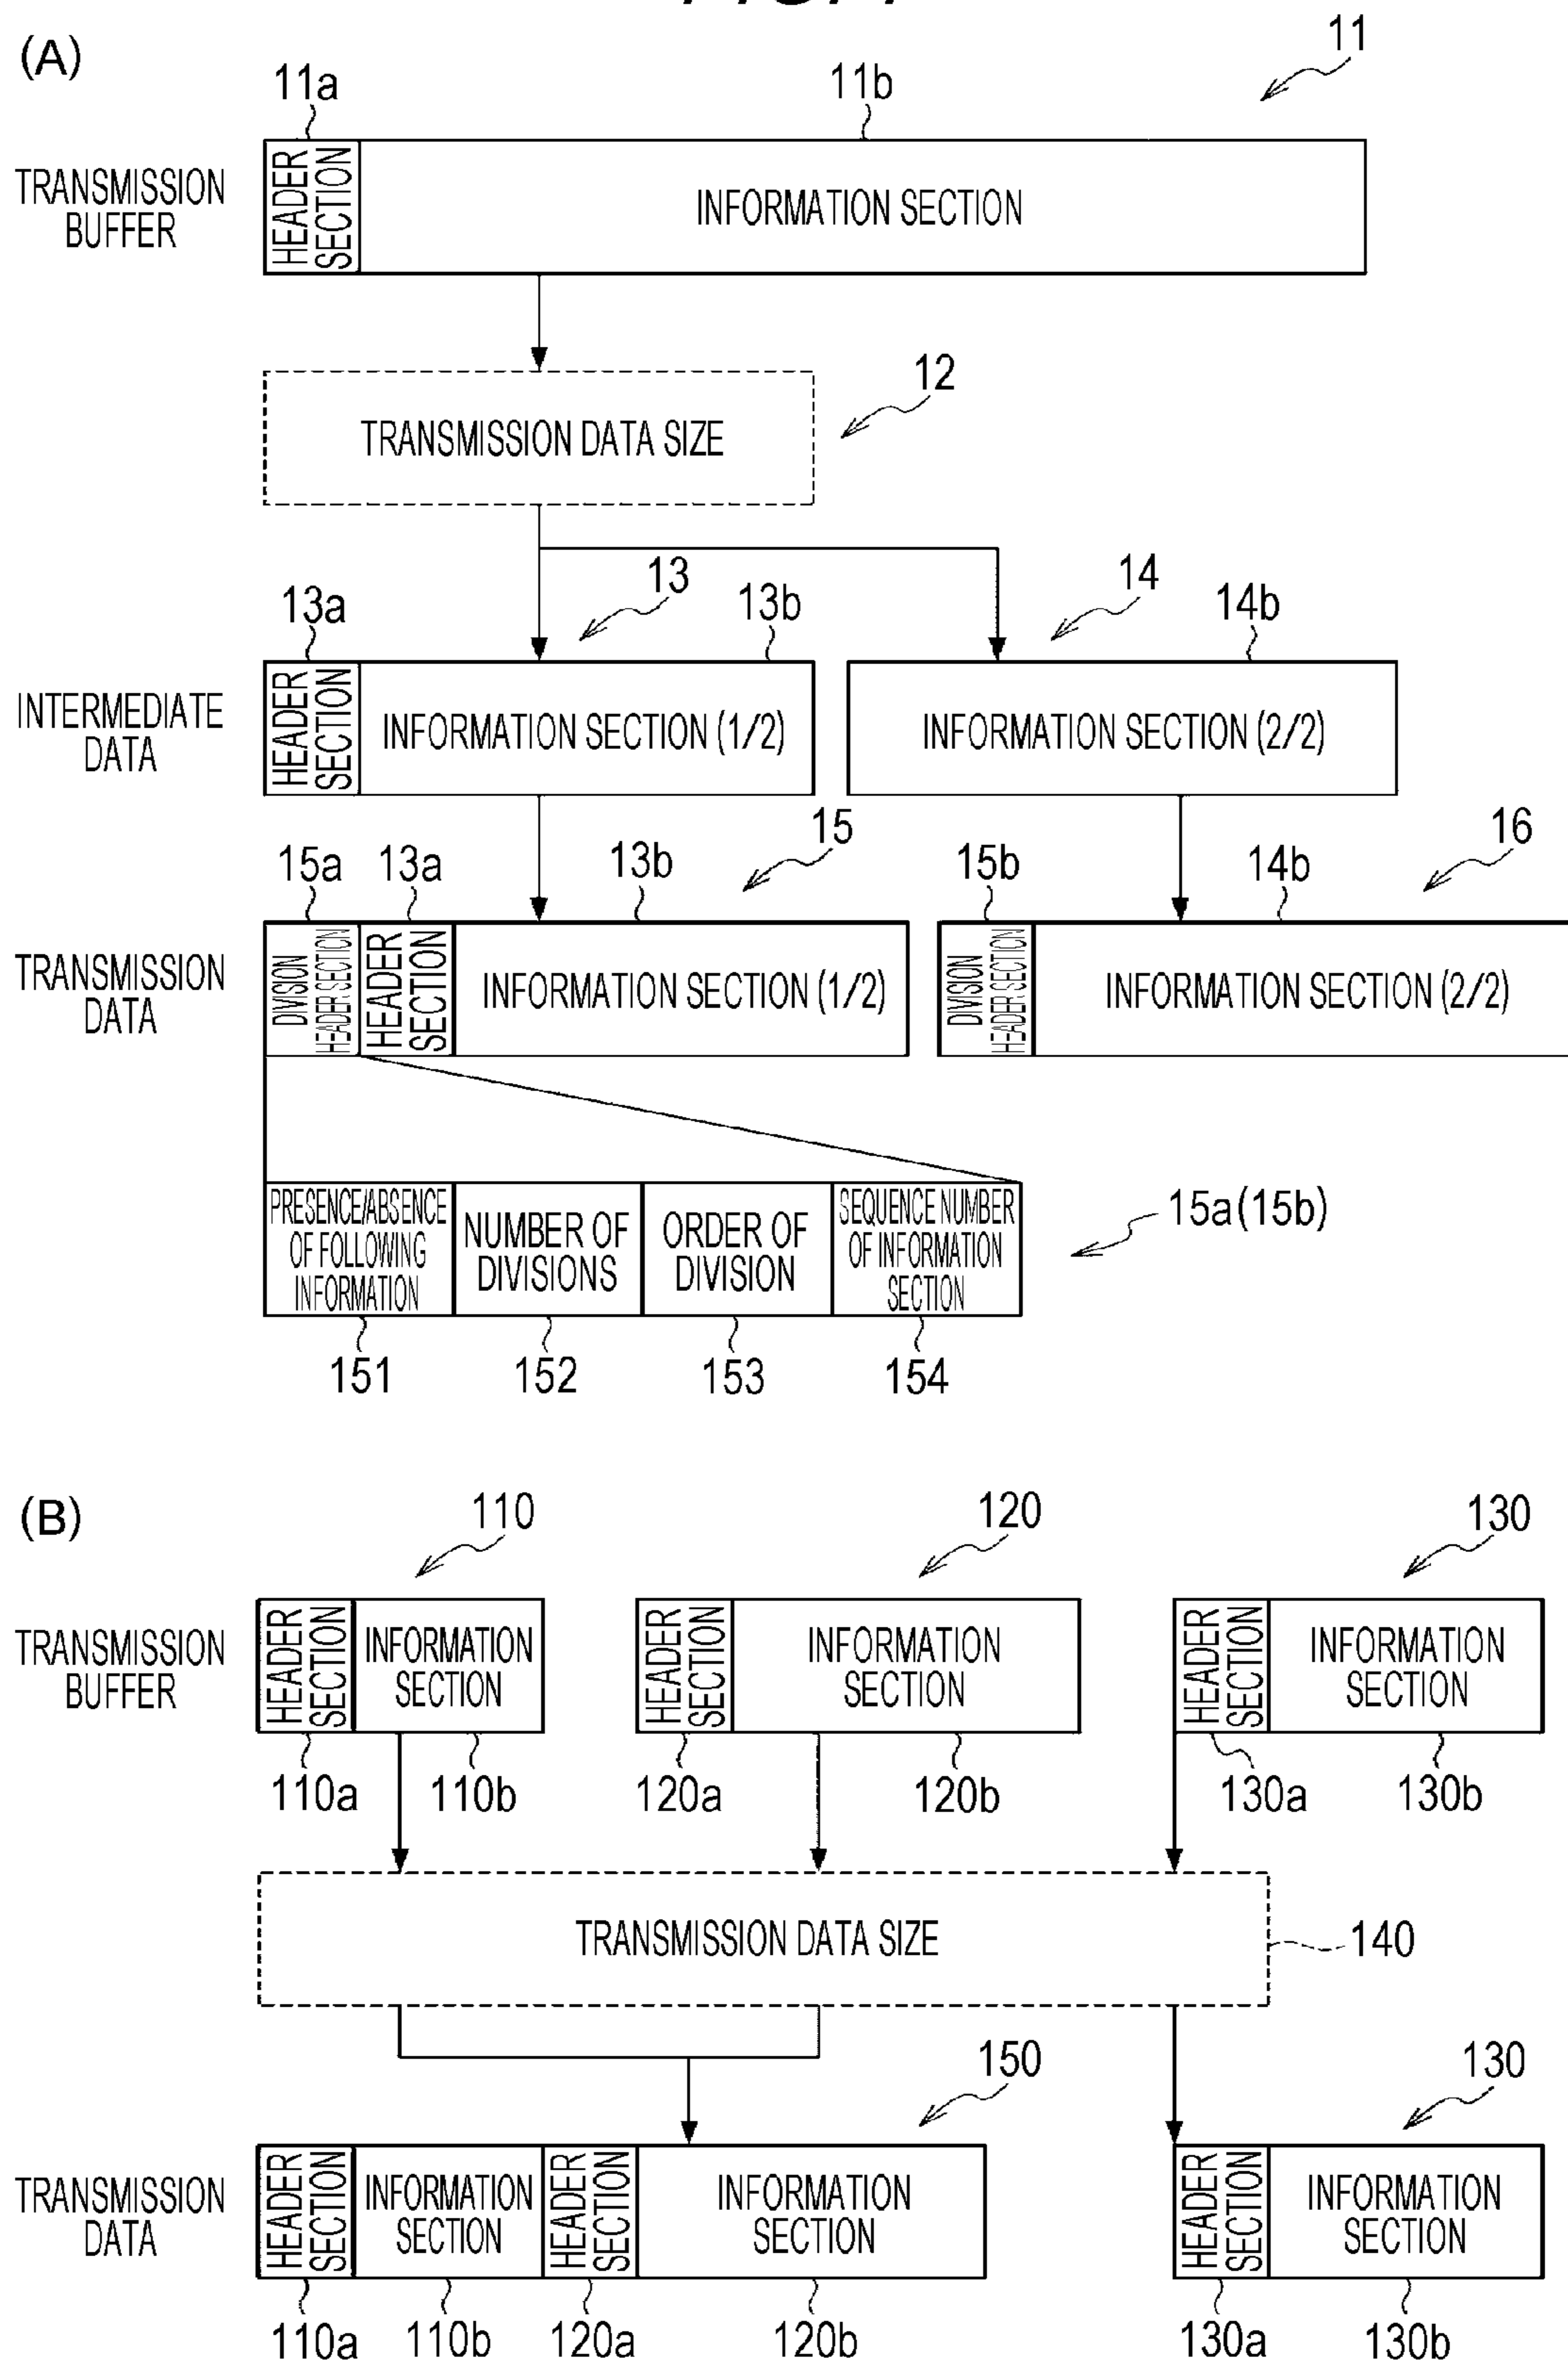 (A)
11
11a
11b
TRANSMISSION
BUFFER
HEADER
SECTION
INFORMATION SECTION
12
TRANSMISSION DATA SIZE
13
14
13a
13b
14b
INTERMEDIATE
DATA
HEADER
SECTION
INFORMATION SECTION (1/2)
INFORMATION SECTION (2/2)
15
16
15a
13a
13b
15b
14b
TRANSMISSION
DATA
DIVISION
HEADER SECTION
HEADER
SECTION
INFORMATION SECTION (1/2)
DIVISION
HEADER SECTION
INFORMATION SECTION (2/2)
PRESENCE/ABSENCE
OF FOLLOWING
INFORMATION
NUMBER OF
DIVISIONS
ORDER OF
DIVISION
SEQUENCE NUMBER
OF INFORMATION
SECTION
15a(15b)
151
152
153
154
(B)
110
120
130
TRANSMISSION
BUFFER
HEADER
SECTION
INFORMATION
SECTION
HEADER
SECTION
INFORMATION
SECTION
HEADER
SECTION
INFORMATION
SECTION
110a
110b
120a
120b
130a
130b
TRANSMISSION DATA SIZE
140
150
130
TRANSMISSION
DATA
HEADER
SECTION
INFORMATION
SECTION
HEADER
SECTION
INFORMATION
SECTION
HEADER
SECTION
INFORMATION
SECTION
110a
110b
120a
120b
130a
130b